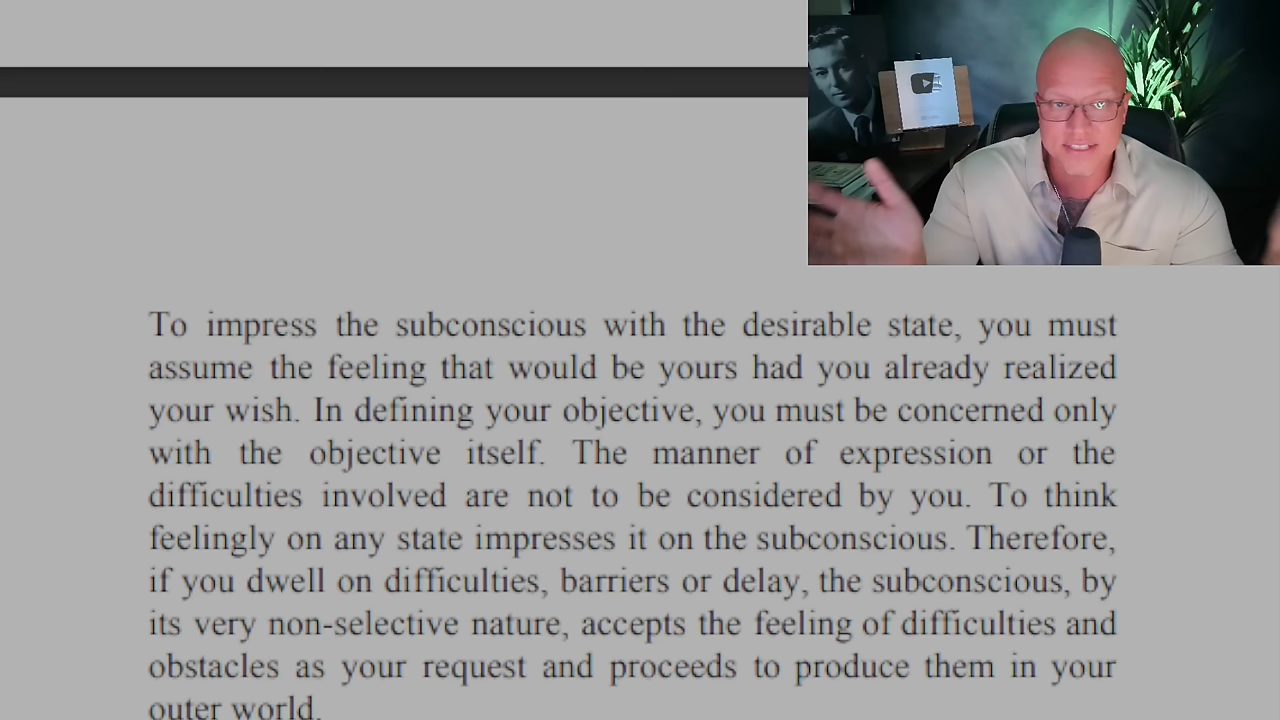 To impress the subconscious with the desirable state, you must
assume the feeling that would be yours had you already realized
your wish. In defining your objective, you must be concerned only
with the objective itself. The manner of expression or the
difficulties involved are not to be considered by you. To think
feelingly on any state impresses it on the subconscious. Therefore,
if you dwell on difficulties, barriers or delay, the subconscious, by
its very non-selective nature, accepts the feeling of difficulties and
obstacles as your request and proceeds to produce them in your
outer world.